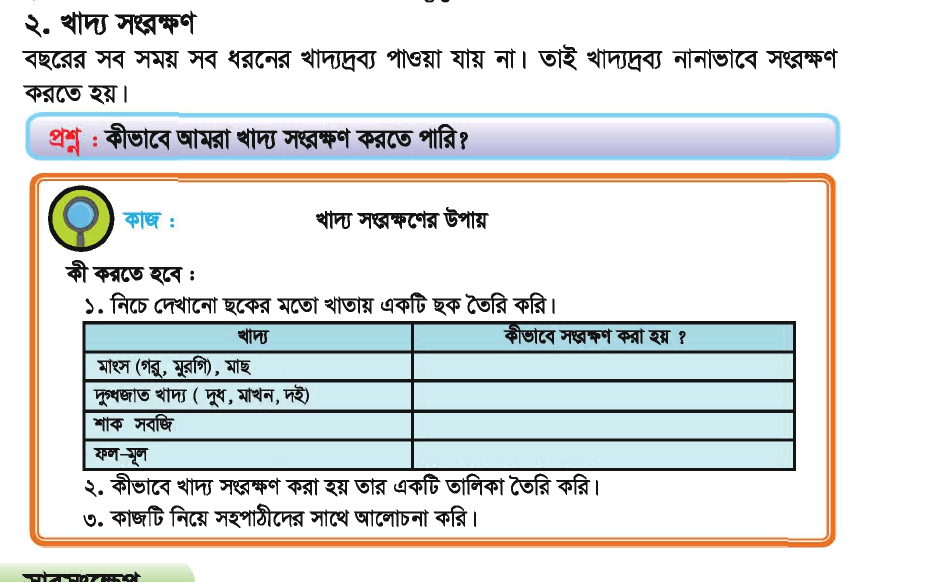 ২. খাদ্য সংরক্ষণ
বছরের সব সময় সব ধরনের খাদ্যদ্রব্য পাওয়া যায় না। তাই খাদ্যদ্রব্য নানাভাবে সংরক্ষণ
করতে হয়।
প্রশ্ন : কীভাবে আমরা খাদ্য সংরক্ষণ করতে পারি?
কাজ : খাদ্য সংরক্ষণের উপায়
কী করতে হবে :
১. নিচে দেখানো ছকের মতো খাতায় একটি ছক তৈরি করি।
খাদ্য কীভাবে সংরক্ষণ করা হয় ?
মাংস (গরু, মুরগি), মাছ
দুগ্ধজাত খাদ্য ( দুধ, মাখন, দই)
শাক সবজি
ফল-মূল
২. কীভাবে খাদ্য সংরক্ষণ করা হয় তার একটি তালিকা তৈরি করি।
৩. কাজটি নিয়ে সহপাঠীদের সাথে আলোচনা করি।
সারসংক্ষেপ